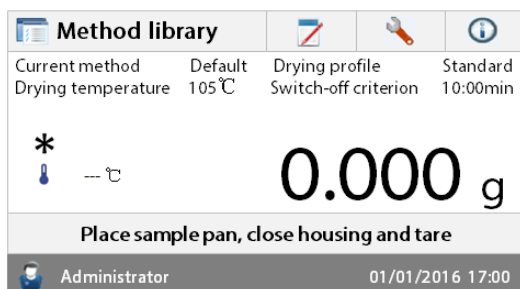 Method library
Current method Default Drying profile Standard
Drying temperature 105℃ Switch-off criterion 10:00min
*
--- ℃
0.000 g
Place sample pan, close housing and tare
Administrator 01/01/2016 17:00